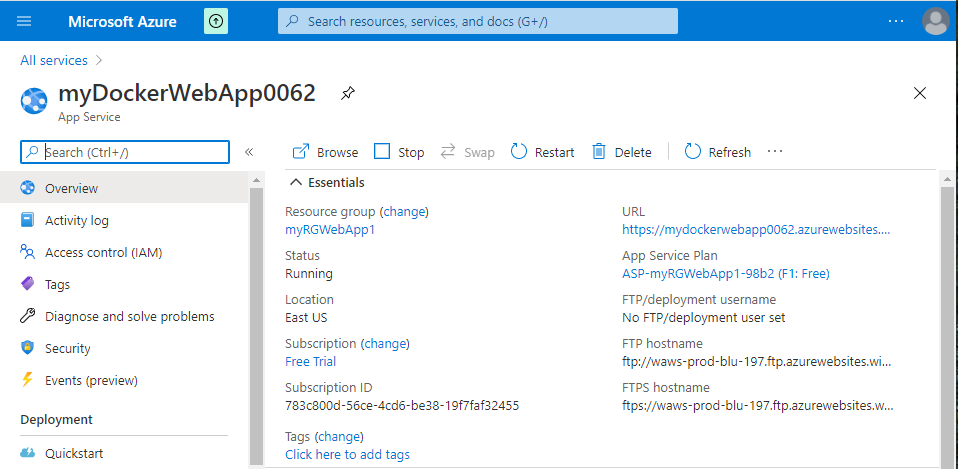 Microsoft Azure
Search resources, services, and docs (G+/)
All services
myDockerWebApp0062
App Service
Search (Ctrl+/)
Browse
Stop
Swap
Restart
Delete
Refresh
Overview
Activity log
Access control (IAM)
Tags
Diagnose and solve problems
Security
Events (preview)
Deployment
Quickstart
Essentials
Resource group (change)
myRGWebApp1
Status
Running
Location
East US
Subscription (change)
Free Trial
Subscription ID
783c800d-56ce-4cd6-be38-19f7faf32455
Tags (change)
Click here to add tags
URL
https://mydockerwebapp0062.azurewebsites....
App Service Plan
ASP-myRGWebApp1-98b2 (F1: Free)
FTP/deployment username
No FTP/deployment user set
FTP hostname
ftp://waws-prod-blu-197.ftp.azurewebsites.wi...
FTPS hostname
ftps://waws-prod-blu-197.ftp.azurewebsites.w...